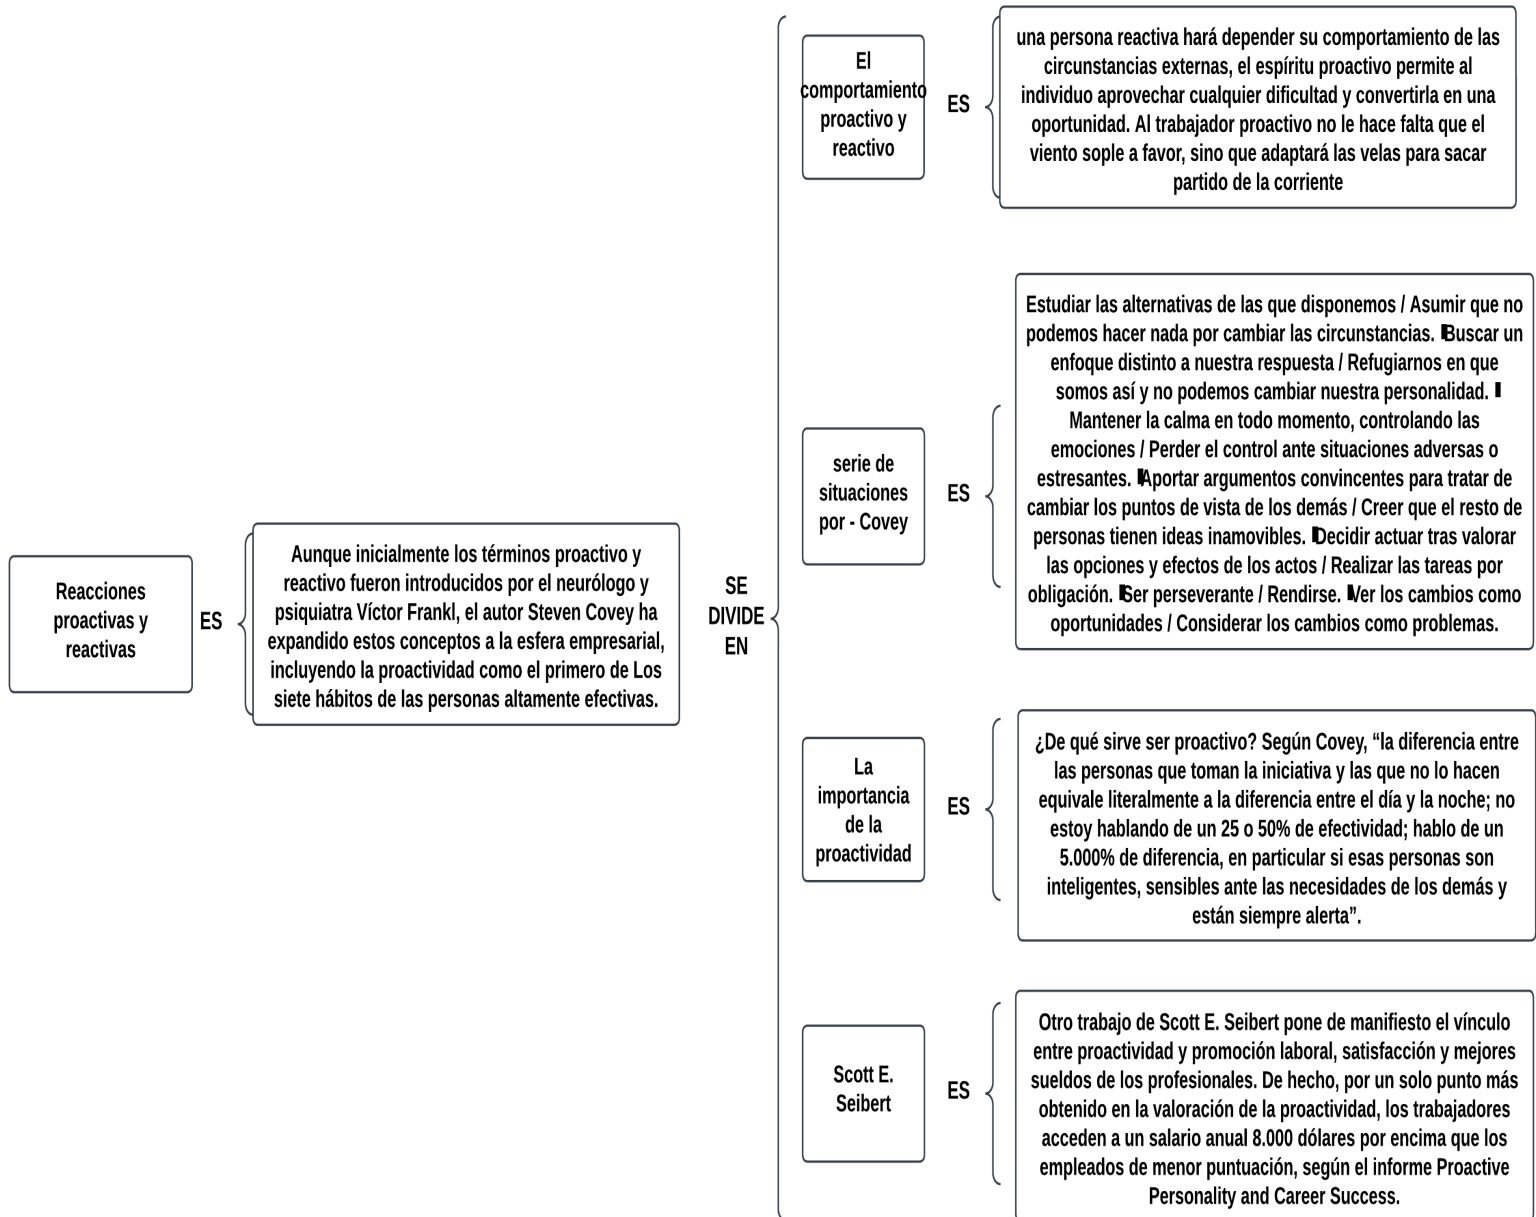 Reacciones
proactivas y
reactivas
ES
Aunque inicialmente los términos proactivo y
reactivo fueron introducidos por el neurólogo y
psiquiatra Víctor Frankl, el autor Steven Covey ha
expandido estos conceptos a la esfera empresarial,
incluyendo la proactividad como el primero de Los
siete hábitos de las personas altamente efectivas.
SE
DIVIDE
EN
El
comportamiento
proactivo y
reactivo
ES
una persona reactiva hará depender su comportamiento de las
circunstancias externas, el espíritu proactivo permite al
individuo aprovechar cualquier dificultad y convertirla en una
oportunidad. Al trabajador proactivo no le hace falta que el
viento sople a favor, sino que adaptará las velas para sacar
partido de la corriente
serie de
situaciones
por - Covey
ES
Estudiar las alternativas de las que disponemos / Asumir que no
podemos hacer nada por cambiar las circunstancias. Buscar un
enfoque distinto a nuestra respuesta / Refugiarnos en que
somos así y no podemos cambiar nuestra personalidad.
Mantener la calma en todo momento, controlando las
emociones / Perder el control ante situaciones adversas o
estresantes. Aportar argumentos convincentes para tratar de
cambiar los puntos de vista de los demás / Creer que el resto de
personas tienen ideas inamovibles. Decidir actuar tras valorar
las opciones y efectos de los actos / Realizar las tareas por
obligación. Ser perseverante / Rendirse. Ver los cambios como
oportunidades / Considerar los cambios como problemas.
La
importancia
de la
proactividad
ES
¿De qué sirve ser proactivo? Según Covey, “la diferencia entre
las personas que toman la iniciativa y las que no lo hacen
equivale literalmente a la diferencia entre el día y la noche; no
estoy hablando de un 25 o 50% de efectividad; hablo de un
5.000% de diferencia, en particular si esas personas son
inteligentes, sensibles ante las necesidades de los demás y
están siempre alerta”.
Scott E.
Seibert
ES
Otro trabajo de Scott E. Seibert pone de manifiesto el vínculo
entre proactividad y promoción laboral, satisfacción y mejores
sueldos de los profesionales. De hecho, por un solo punto más
obtenido en la valoración de la proactividad, los trabajadores
acceden a un salario anual 8.000 dólares por encima que los
empleados de menor puntuación, según el informe Proactive
Personality and Career Success.